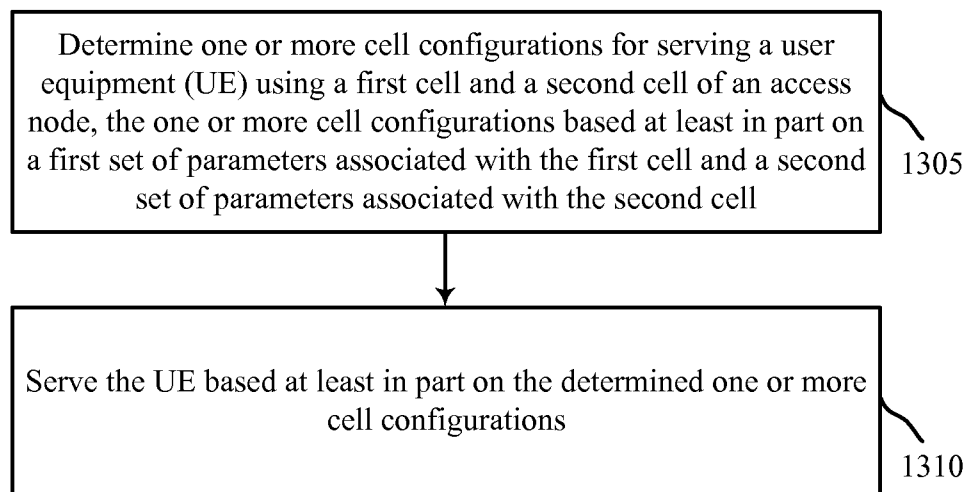 Determine one or more cell configurations for serving a user
equipment (UE) using a first cell and a second cell of an access
node, the one or more cell configurations based at least in part on
a first set of parameters associated with the first cell and a second
set of parameters associated with the second cell
1305
Serve the UE based at least in part on the determined one or more
cell configurations
1310